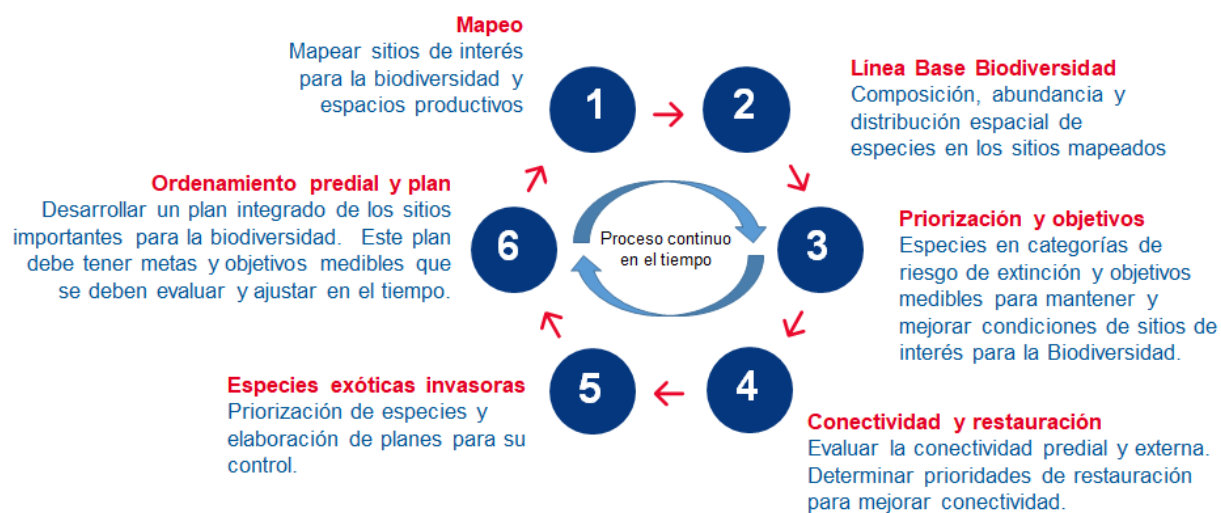 Mapeo
Mapear sitios de interés
para la biodiversidad y
espacios productivos
1
2
Línea Base Biodiversidad
Composición, abundancia y
distribución espacial de
especies en los sitios mapeados
3
Priorización y objetivos
Especies en categorías de
riesgo de extinción y objetivos
medibles para mantener y
mejorar condiciones de sitios de
interés para la Biodiversidad.
4
Conectividad y restauración
Evaluar la conectividad predial y externa.
Determinar prioridades de restauración
para mejorar conectividad.
5
Especies exóticas invasoras
Priorización de especies y
elaboración de planes para su
control.
6
Ordenamiento predial y plan
Desarrollar un plan integrado de los sitios
importantes para la biodiversidad. Este plan
debe tener metas y objetivos medibles que
se deben evaluar y ajustar en el tiempo.
Proceso continuo
en el tiempo